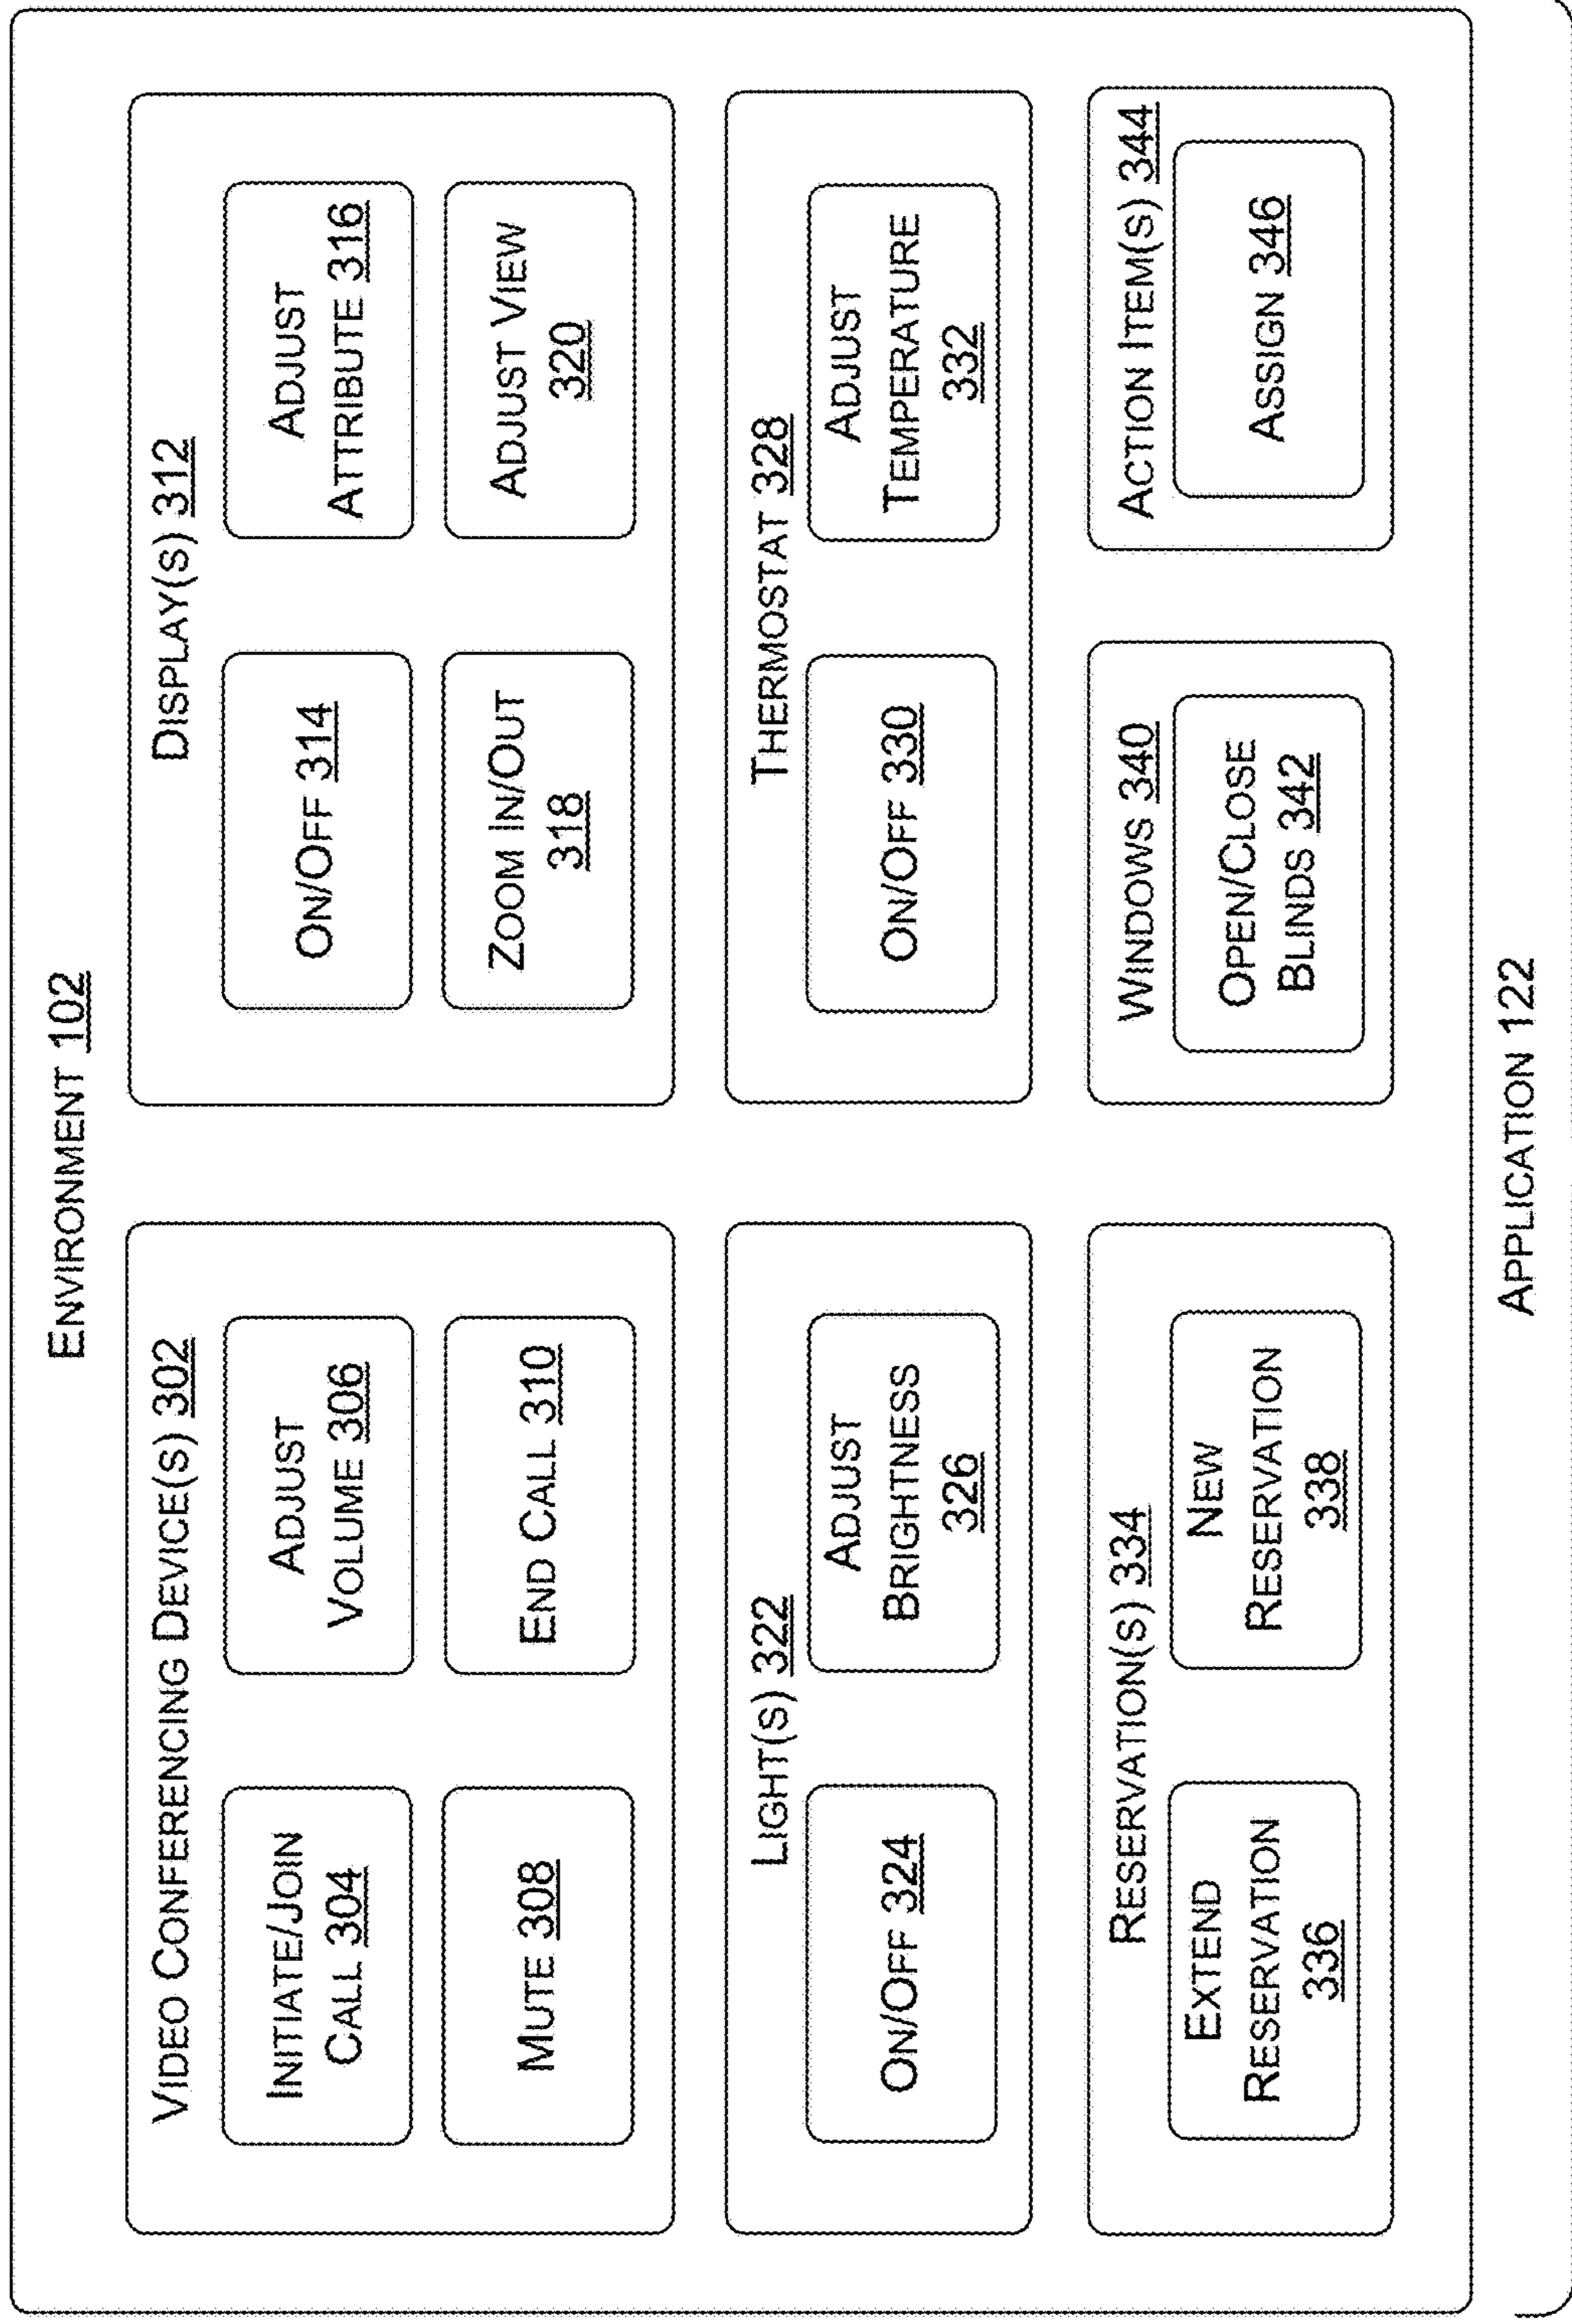 ENVIRONMENT 102
VIDEO CONFERENCING DEVICE(S) 302
INITIATE/JOIN
CALL 304
ADJUST
VOLUME 306
MUTE 308
END CALL 310
DISPLAY(S) 312
ON/OFF 314
ADJUST
ATTRIBUTE 316
ZOOM IN/OUT
318
ADJUST VIEW
320
LIGHT(S) 322
ON/OFF 324
ADJUST
BRIGHTNESS
326
THERMOSTAT 328
ON/OFF 330
ADJUST
TEMPERATURE
332
RESERVATION(S) 334
EXTEND
RESERVATION
336
NEW
RESERVATION
338
WINDOWS 340
OPEN/CLOSE
BLINDS 342
ACTION ITEM(S) 344
ASSIGN 346
APPLICATION 122